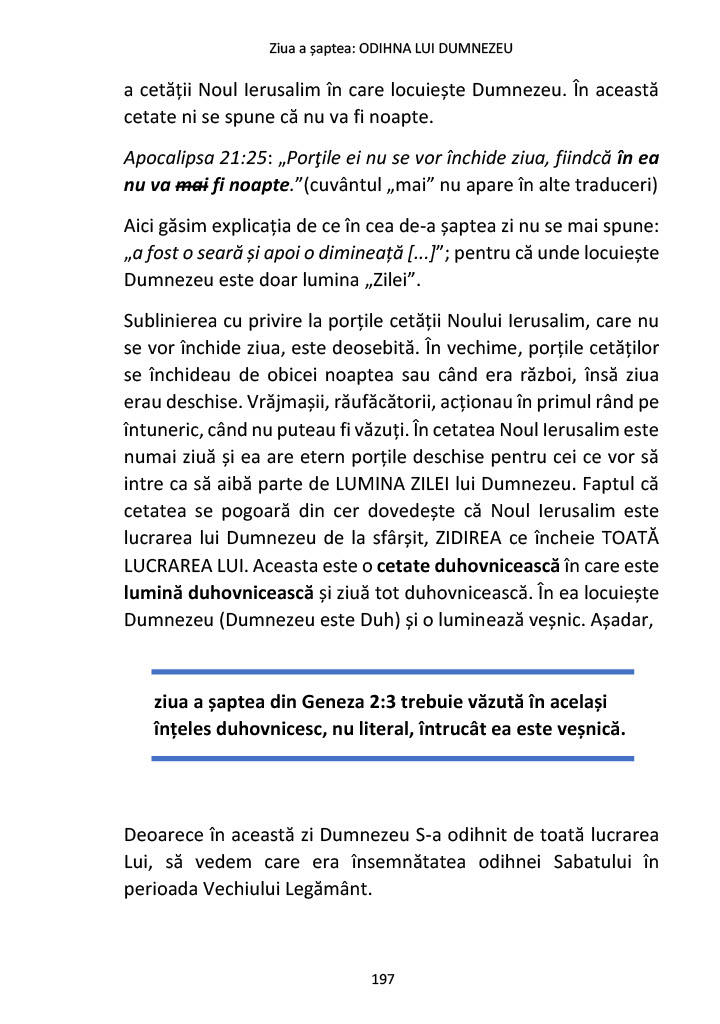 Ziua a șaptea: ODIHNA LUI DUMNEZEU
a cetății Noul Ierusalim în care locuiește Dumnezeu. În această
cetate ni se spune că nu va fi noapte.
Apocalipsa 21:25: „Porţile ei nu se vor închide ziua, fiindcă în ea
nu va mai fi noapte.”(cuvântul „mai” nu apare în alte traduceri)
Aici găsim explicația de ce în cea de-a șaptea zi nu se mai spune:
„a fost o seară și apoi o dimineață [...]”; pentru că unde locuiește
Dumnezeu este doar lumina „Zilei”.
Sublinierea cu privire la porțile cetății Noului Ierusalim, care nu
se vor închide ziua, este deosebită. În vechime, porțile cetăților
se închideau de obicei noaptea sau când era război, însă ziua
erau deschise. Vrăjmașii, răufăcătorii, acționau în primul rând pe
întuneric, când nu puteau fi văzuți. În cetatea Noul Ierusalim este
numai ziuă și ea are etern porțile deschise pentru cei ce vor să
intre ca să aibă parte de LUMINA ZILEI lui Dumnezeu. Faptul că
cetatea se pogoară din cer dovedește că Noul Ierusalim este
lucrarea lui Dumnezeu de la sfârșit, ZIDIREA ce încheie TOATĂ
LUCRAREA LUI. Aceasta este o cetate duhovnicească în care este
lumină duhovnicească și ziuă tot duhovnicească. În ea locuiește
Dumnezeu (Dumnezeu este Duh) și o luminează veșnic. Așadar,
ziua a șaptea din Geneza 2:3 trebuie văzută în același
înțeles duhovnicesc, nu literal, întrucât ea este veșnică.
Deoarece în această zi Dumnezeu S-a odihnit de toată lucrarea
Lui, să vedem care era însemnătatea odihnei Sabatului în
perioada Vechiului Legământ.
197